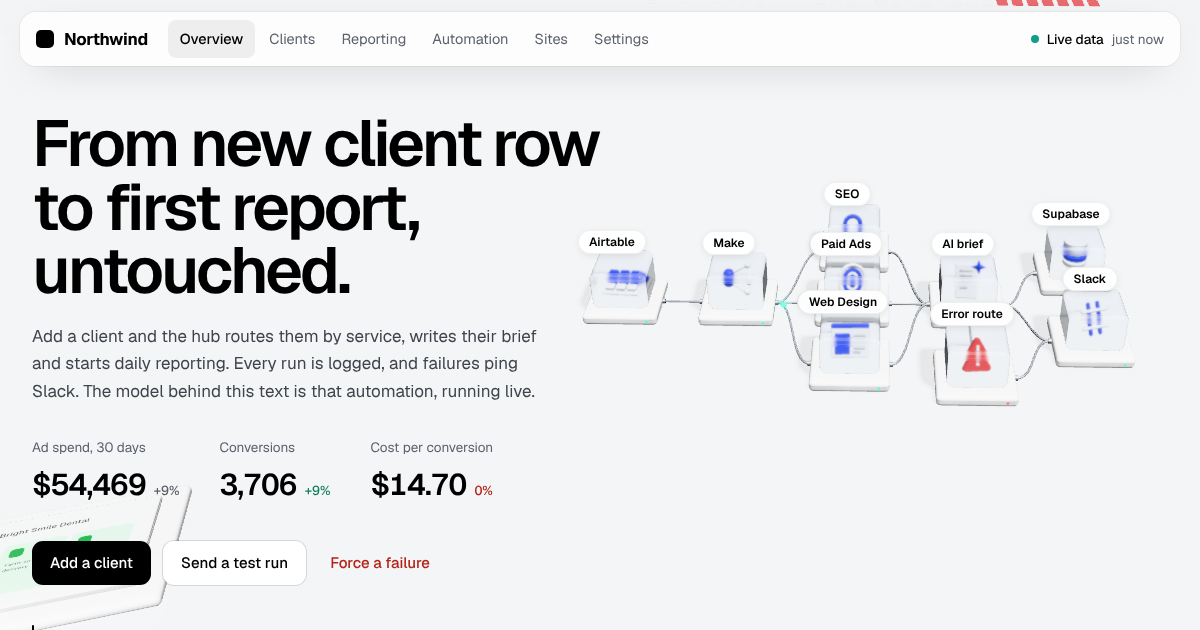 Northwind
Overview
Clients
Reporting
Automation
Sites
Settings
Live data just now
From new client row
to first report,
untouched.
Add a client and the hub routes them by service, writes their brief
and starts daily reporting. Every run is logged, and failures ping
Slack. The model behind this text is that automation, running live.
Airtable
Make
SEO
Paid Ads
Web Design
AI brief
Error route
Supabase
Slack
Ad spend, 30 days
$54,469 +9%
Conversions
3,706 +9%
Cost per conversion
$14.70 0%
Bright Smile Dental
Add a client
Send a test run
Force a failure